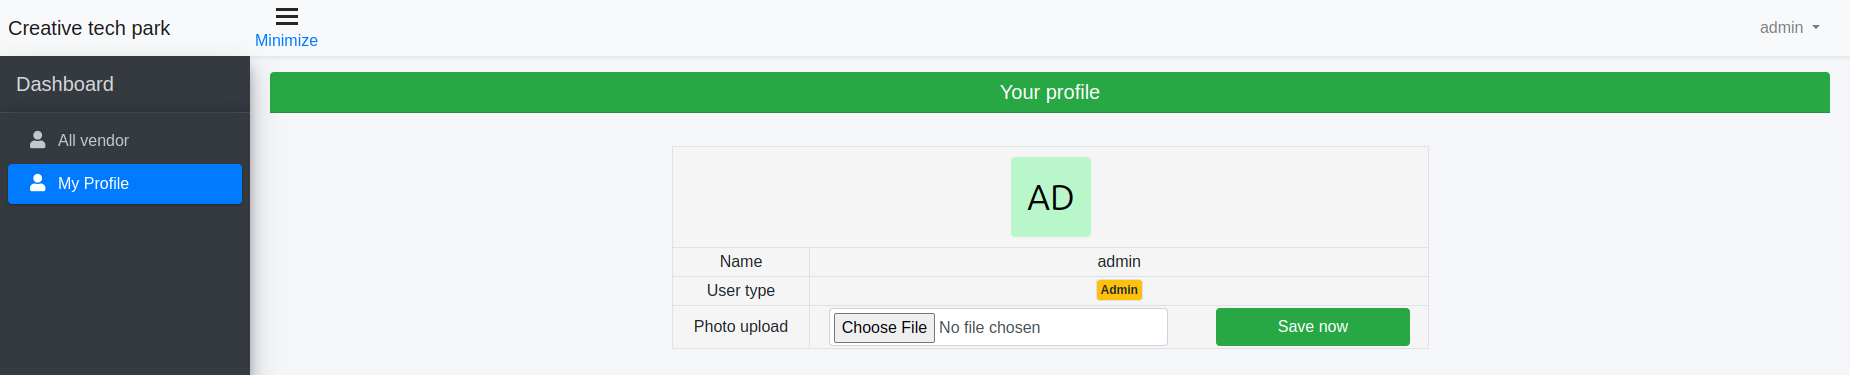 Creative tech park
Minimize
admin
Dashboard
All vendor
My Profile
Your profile
AD
Name admin
User type Admin
Photo upload Choose File No file chosen Save now